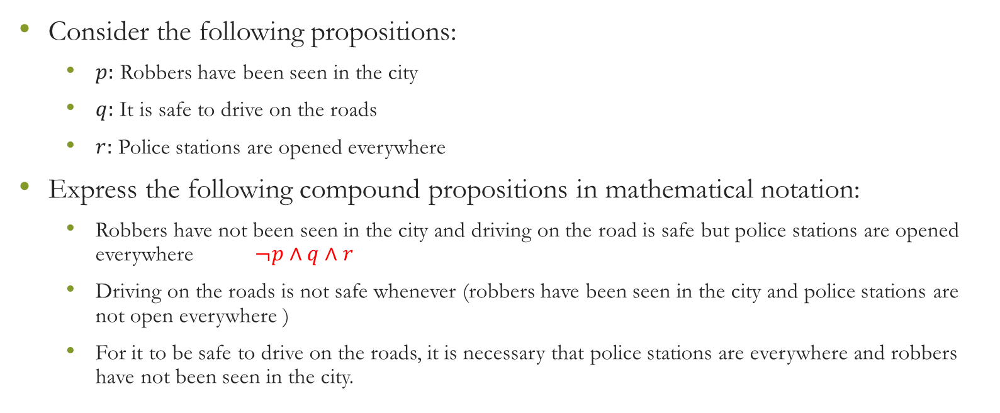 • Consider the following propositions:
• p: Robbers have been seen in the city
• q: It is safe to drive on the roads
• r: Police stations are opened everywhere
• Express the following compound propositions in mathematical notation:
• Robbers have not been seen in the city and driving on the road is safe but police stations are opened
everywhere ¬p ∧ q ∧ r
• Driving on the roads is not safe whenever (robbers have been seen in the city and police stations are
not open everywhere )
• For it to be safe to drive on the roads, it is necessary that police stations are everywhere and robbers
have not been seen in the city.